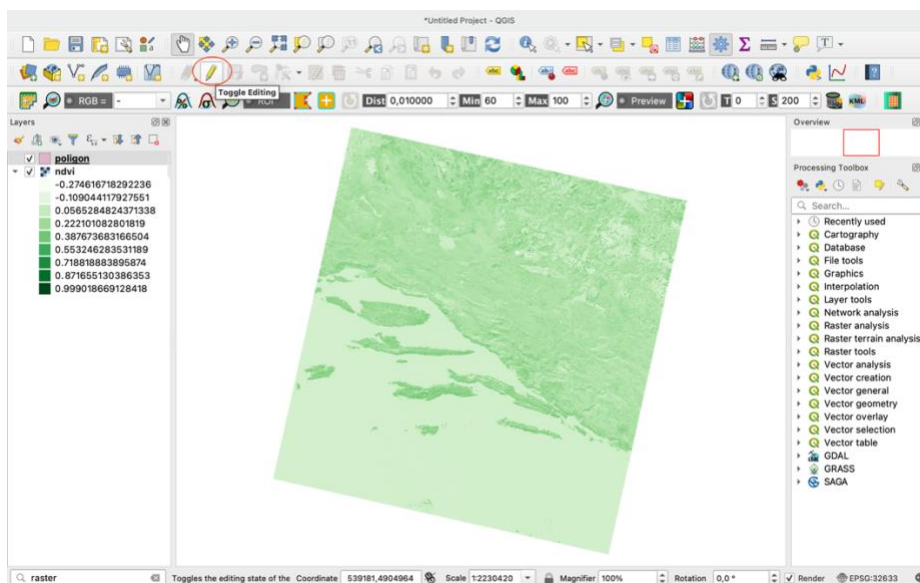 *Untitled Project - QGIS
Toggle Editing
RGB = -
ROI
Dist 0,010000
Min 60
Max 100
Preview
T 0
S 200
KML
Layers
poligon
ndvi
-0.274616718292236
-0.109044117927551
0.0565284824371338
0.222101082801819
0.387673683166504
0.553246283531189
0.718818883895874
0.871655130386353
0.999018669128418
Overview
Processing Toolbox
Search...
Recently used
Cartography
Database
File tools
Graphics
Interpolation
Layer tools
Network analysis
Raster analysis
Raster terrain analysis
Raster tools
Vector analysis
Vector creation
Vector general
Vector geometry
Vector overlay
Vector selection
Vector table
GDAL
GRASS
SAGA
raster
Toggles the editing state of the Coordinate 539181,4904964 Scale 1:2230420 Magnifier 100% Rotation 0,0 ° Render EPSG:32633